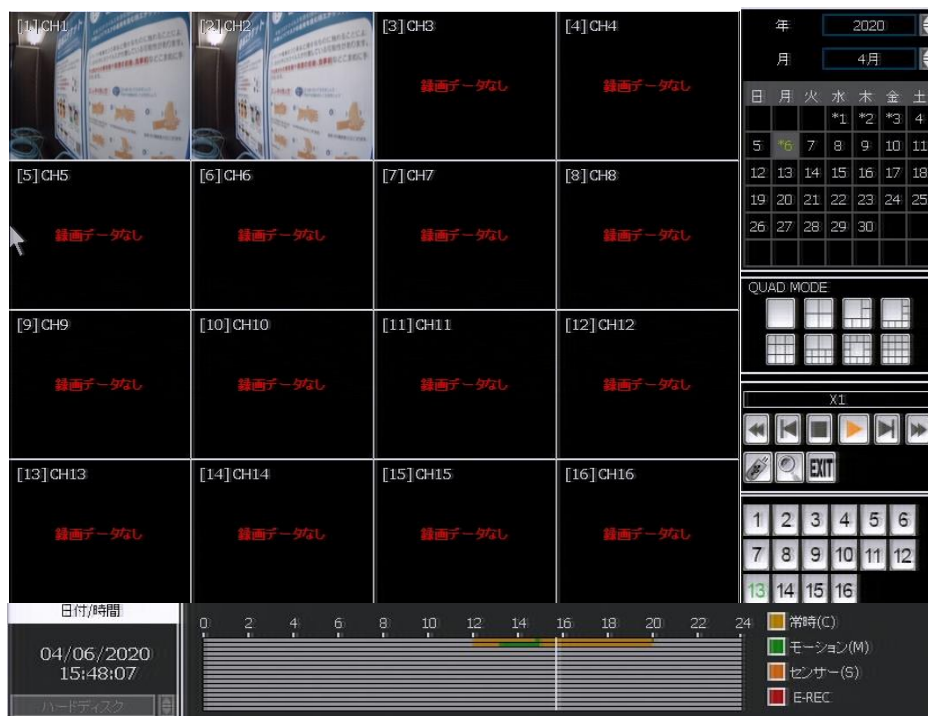 [1] CH1
[2] CH2
[3] CH3
[4] CH4
録画データなし
録画データなし
[5] CH5
[6] CH6
[7] CH7
[8] CH8
録画データなし
録画データなし
録画データなし
録画データなし
[9] CH9
[10] CH10
[11] CH11
[12] CH12
録画データなし
録画データなし
録画データなし
録画データなし
[13] CH13
[14] CH14
[15] CH15
[16] CH16
録画データなし
録画データなし
録画データなし
録画データなし
年 2020
月 4月
日 月 火 水 木 金 土
*1 *2 *3 4
5 *6 7 8 9 10 11
12 13 14 15 16 17 18
19 20 21 22 23 24 25
26 27 28 29 30
QUAD MODE
X1
EXIT
1 2 3 4 5 6
7 8 9 10 11 12
13 14 15 16
日付/時間
04/06/2020
15:48:07
ハードディスク
0 2 4 6 8 10 12 14 16 18 20 22 24
常時(C)
モーション(M)
センサー(S)
E-REC